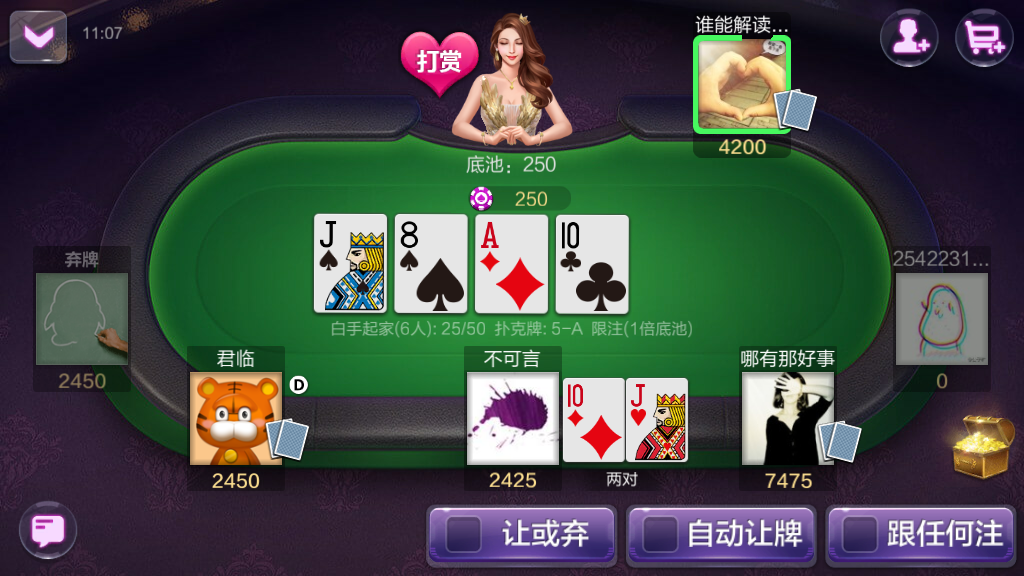 11:07
打赏
谁能解读...
4200
底池：250
250
J
8
A
10
白手起家(6人): 25/50 扑克牌: 5-A 限注(1倍底池)
弃牌
2450
2542231...
0
君临
D
2450
不可言
2425
10
J
两对
哪有那好事
7475
让或弃
自动让牌
跟任何注